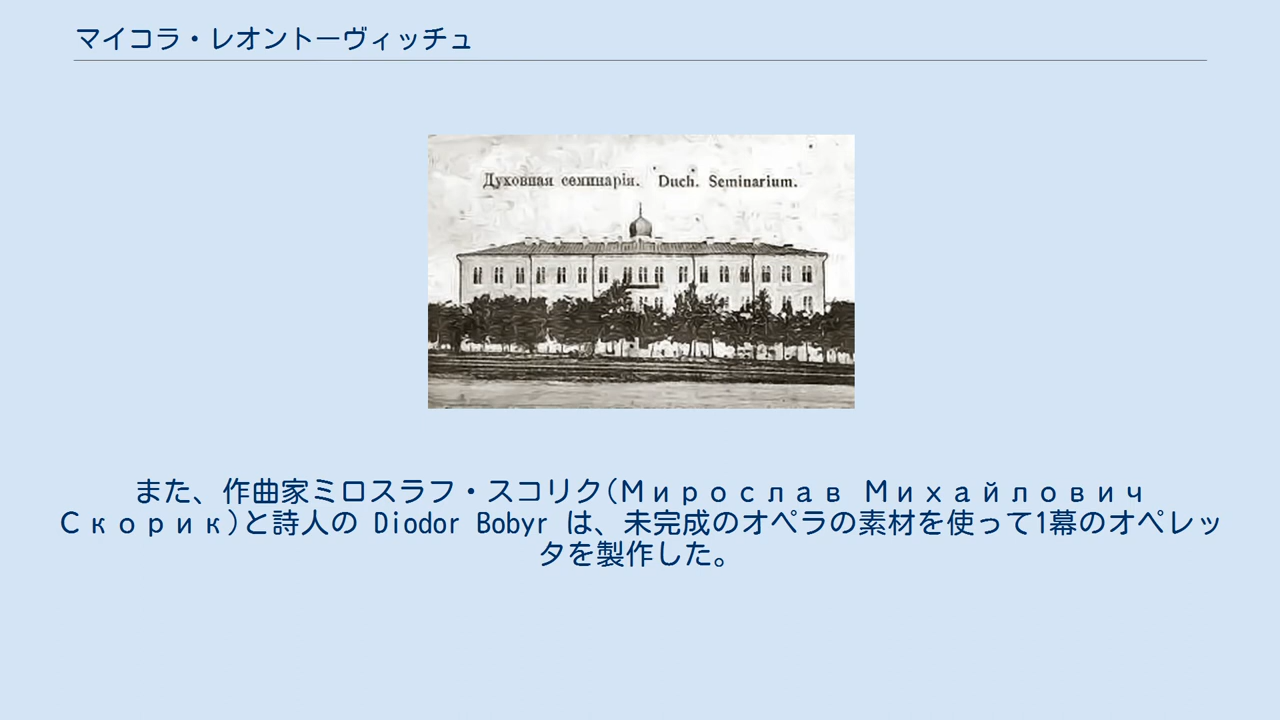 マイコラ・レオントーヴィッチュ
Духовная семинарія. Duch. Seminarium.
また、作曲家ミロスラフ・スコリク(Мирослав Михайлович
Скорик)と詩人の Diodor Bobyr は、未完成のオペラの素材を使って1幕のオペレッ
タを製作した。